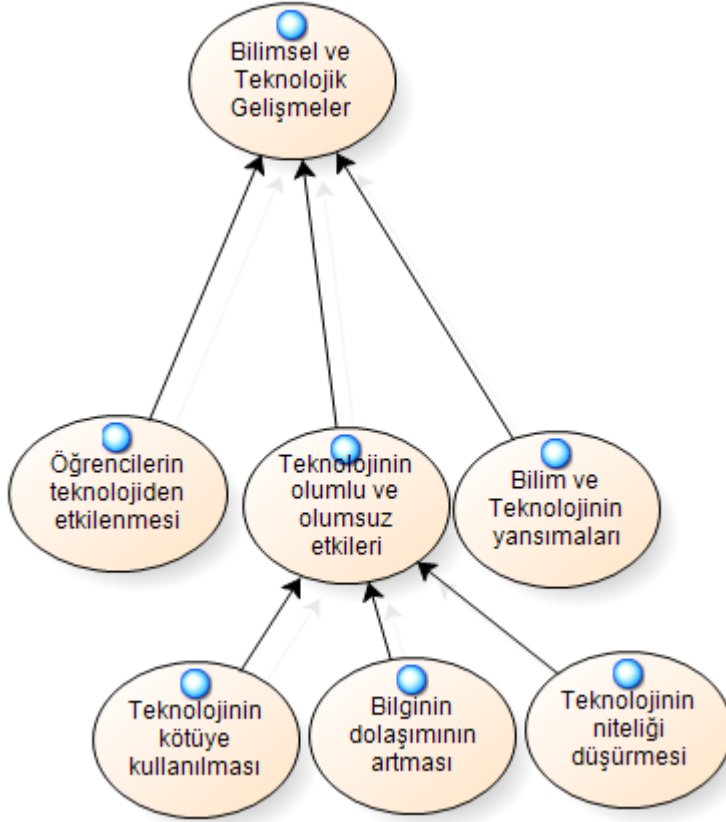 Bilimsel ve
Teknolojik
Gelişmeler
Öğrencilerin
teknolojiden
etkilenmesi
Teknolojinin
olumlu ve
olumsuz
etkileri
Bilim ve
Teknolojinin
yansımaları
Teknolojinin
kötüye
kullanılması
Bilginin
dolaşımının
artması
Teknolojinin
niteliği
düşürmesi